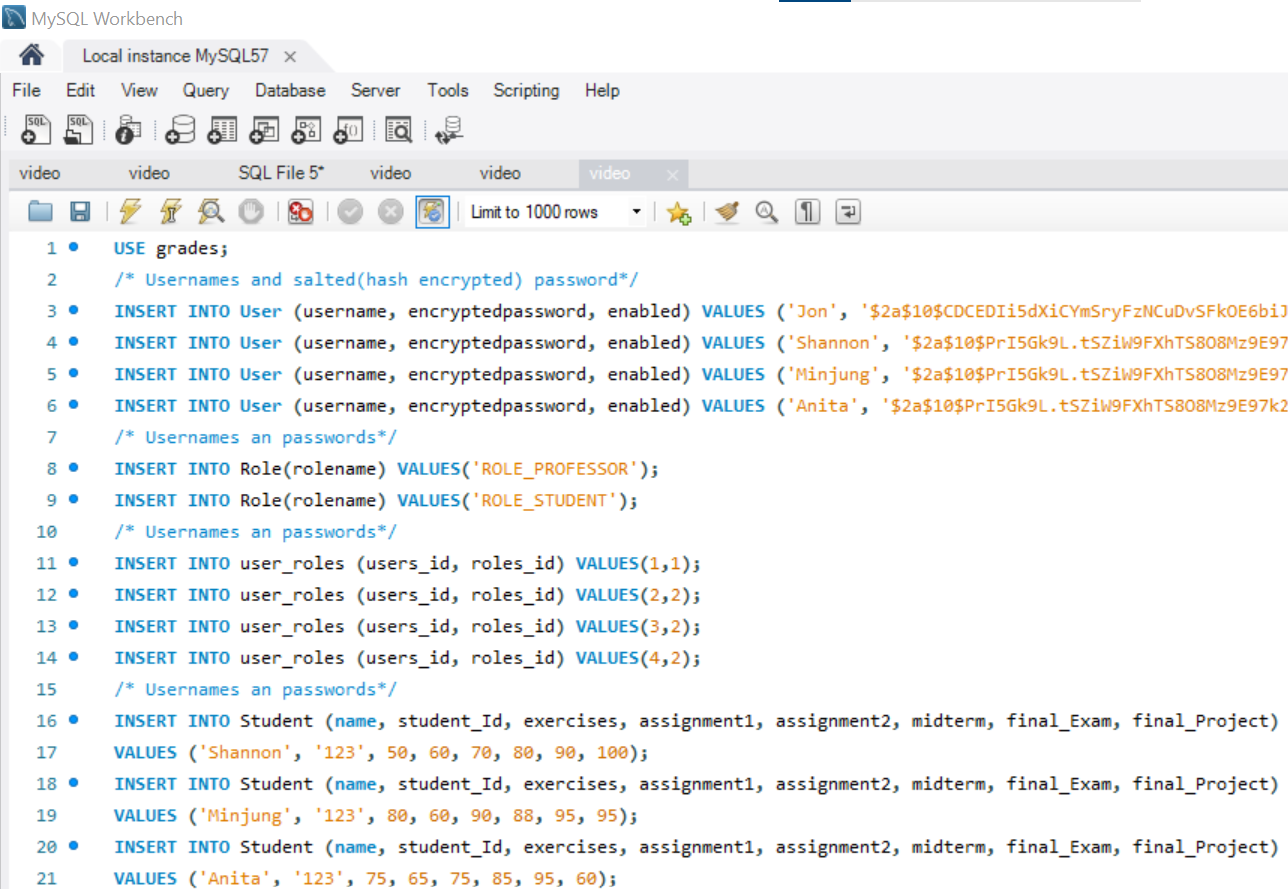 MySQL Workbench
Local instance MySQL57
File Edit View Query Database Server Tools Scripting Help
SQL SQL
video video SQL File 5* video video video
Limit to 1000 rows
1 USE grades;
2 /* Usernames and salted(hash encrypted) password*/
3 INSERT INTO User (username, encryptedpassword, enabled) VALUES ('Jon', '$2a$10$CDCEDIi5dXiCYmSryFzNCuDvSFkOE6biJ
4 INSERT INTO User (username, encryptedpassword, enabled) VALUES ('Shannon', '$2a$10$PrI5Gk9L.tSZiW9FXhTS8O8Mz9E97
5 INSERT INTO User (username, encryptedpassword, enabled) VALUES ('Minjung', '$2a$10$PrI5Gk9L.tSZiW9FXhTS8O8Mz9E97
6 INSERT INTO User (username, encryptedpassword, enabled) VALUES ('Anita', '$2a$10$PrI5Gk9L.tSZiW9FXhTS8O8Mz9E97k2
7 /* Usernames an passwords*/
8 INSERT INTO Role(rolename) VALUES('ROLE_PROFESSOR');
9 INSERT INTO Role(rolename) VALUES('ROLE_STUDENT');
10 /* Usernames an passwords*/
11 INSERT INTO user_roles (users_id, roles_id) VALUES(1,1);
12 INSERT INTO user_roles (users_id, roles_id) VALUES(2,2);
13 INSERT INTO user_roles (users_id, roles_id) VALUES(3,2);
14 INSERT INTO user_roles (users_id, roles_id) VALUES(4,2);
15 /* Usernames an passwords*/
16 INSERT INTO Student (name, student_Id, exercises, assignment1, assignment2, midterm, final_Exam, final_Project)
17 VALUES ('Shannon', '123', 50, 60, 70, 80, 90, 100);
18 INSERT INTO Student (name, student_Id, exercises, assignment1, assignment2, midterm, final_Exam, final_Project)
19 VALUES ('Minjung', '123', 80, 60, 90, 88, 95, 95);
20 INSERT INTO Student (name, student_Id, exercises, assignment1, assignment2, midterm, final_Exam, final_Project)
21 VALUES ('Anita', '123', 75, 65, 75, 85, 95, 60);